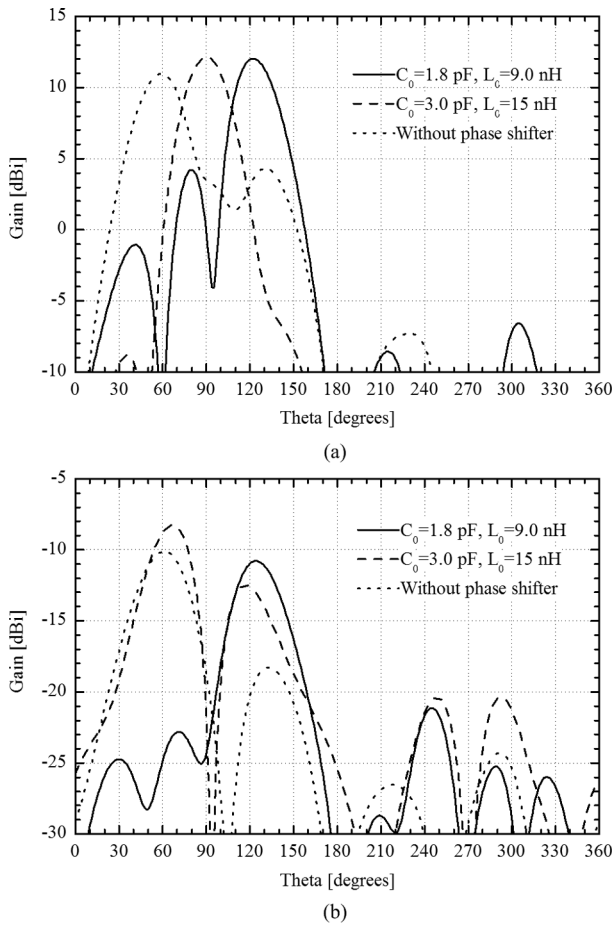 15
10
5
0
-5
-10
Gain [dBi]
C₀=1.8 pF, L₀=9.0 nH
C₀=3.0 pF, L₀=15 nH
Without phase shifter
0 30 60 90 120 150 180 210 240 270 300 330 360
Theta [degrees]
(a)
-5
-10
-15
-20
-25
-30
Gain [dBi]
C₀=1.8 pF, L₀=9.0 nH
C₀=3.0 pF, L₀=15 nH
Without phase shifter
0 30 60 90 120 150 180 210 240 270 300 330 360
Theta [degrees]
(b)